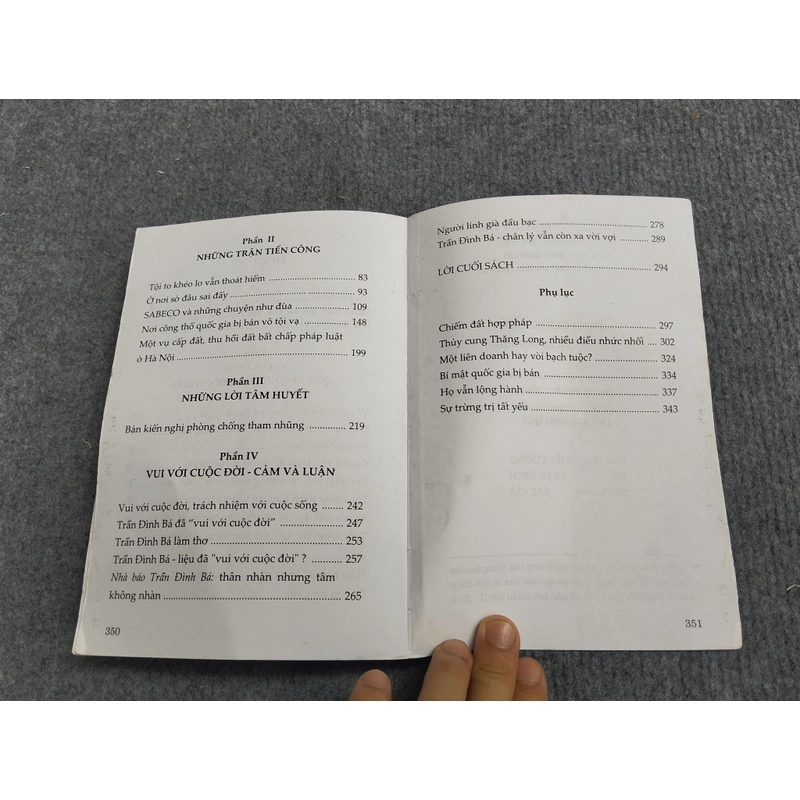 Phần II
NHỮNG TRẬN TIẾN CÔNG
Tội to khéo lo vẫn thoát hiểm ........ 83
Ở nơi sờ đâu sai đấy ........ 93
SABECO và những chuyện như đùa ........ 109
Nơi công thố quốc gia bị bán vô tội vạ ........ 148
Một vụ cấp đất, thu hồi đất bất chấp pháp luật
ở Hà Nội ........ 199
Phần III
NHỮNG LỜI TÂM HUYẾT
Bản kiến nghị phòng chống tham nhũng ........ 219
Phần IV
VUI VỚI CUỘC ĐỜI - CẢM VÀ LUẬN
Vui với cuộc đời, trách nhiệm với cuộc sống ........ 242
Trần Đình Bá đã “vui với cuộc đời” ........ 247
Trần Đình Bá làm thơ ........ 253
Trần Đình Bá - liệu đã "vui với cuộc đời" ? ........ 257
Nhà báo Trần Đình Bá: thân nhàn nhưng tâm
không nhàn ........ 265
350
Người lính già đầu bạc ........ 278
Trần Đình Bá - chân lý vẫn còn xa vời vợi ........ 289
LỜI CUỐI SÁCH ........ 294
Phụ lục
Chiếm đất hợp pháp ........ 297
Thủy cung Thăng Long, nhiều điều nhức nhối ........ 302
Một liên doanh hay vòi bạch tuộc? ........ 324
Bí mật quốc gia bị bán ........ 334
Họ vẫn lộng hành ........ 337
Sự trừng trị tất yếu ........ 343
351